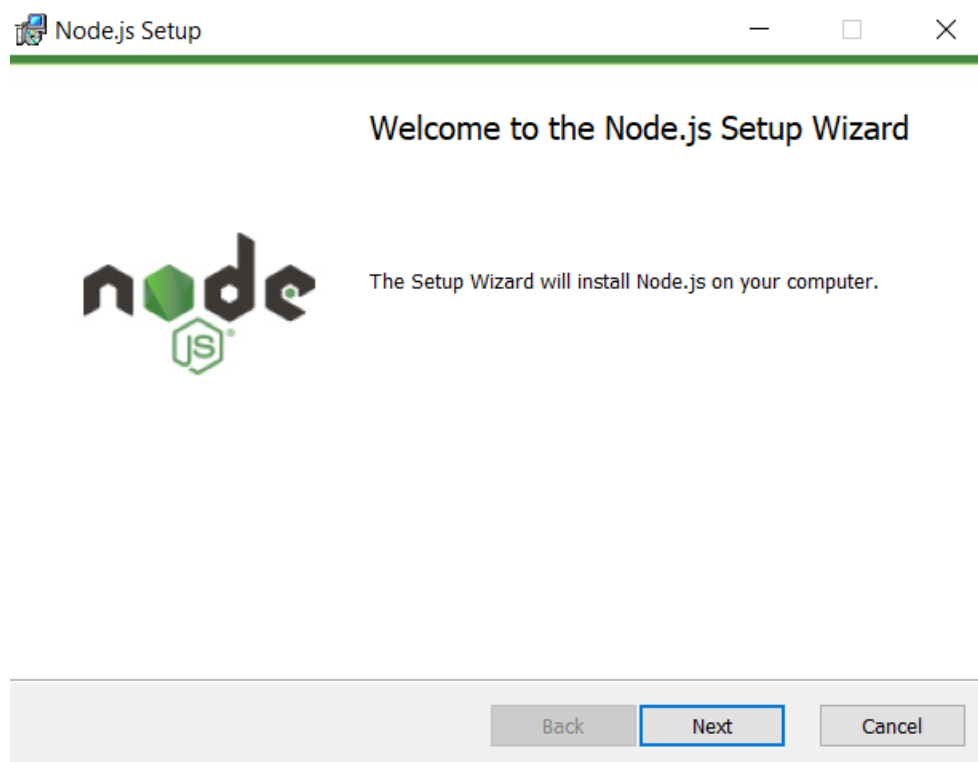 Node.js Setup
Welcome to the Node.js Setup Wizard
node
JS®
The Setup Wizard will install Node.js on your computer.
Back
Next
Cancel